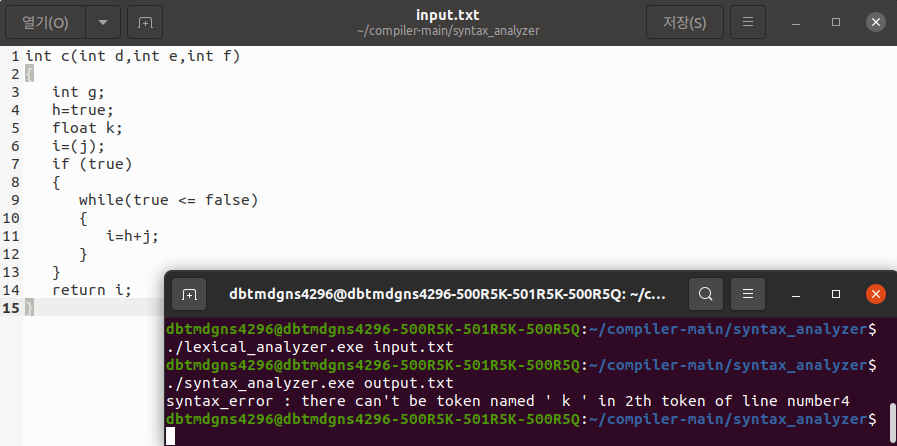 열기(O)
input.txt
~/compiler-main/syntax_analyzer
저장(S)
1 int c(int d,int e,int f)
2 {
3    int g;
4    h=true;
5    float k;
6    i=(j);
7    if (true)
8    {
9       while(true <= false)
10       {
11          i=h+j;
12       }
13    }
14    return i;
15 }
dbtmdgns4296@dbtmdgns4296-500R5K-501R5K-500R5Q: ~/c...
dbtmdgns4296@dbtmdgns4296-500R5K-501R5K-500R5Q:~/compiler-main/syntax_analyzer$
./lexical_analyzer.exe input.txt
dbtmdgns4296@dbtmdgns4296-500R5K-501R5K-500R5Q:~/compiler-main/syntax_analyzer$
./syntax_analyzer.exe output.txt
syntax_error : there can't be token named ' k ' in 2th token of line number4
dbtmdgns4296@dbtmdgns4296-500R5K-501R5K-500R5Q:~/compiler-main/syntax_analyzer$